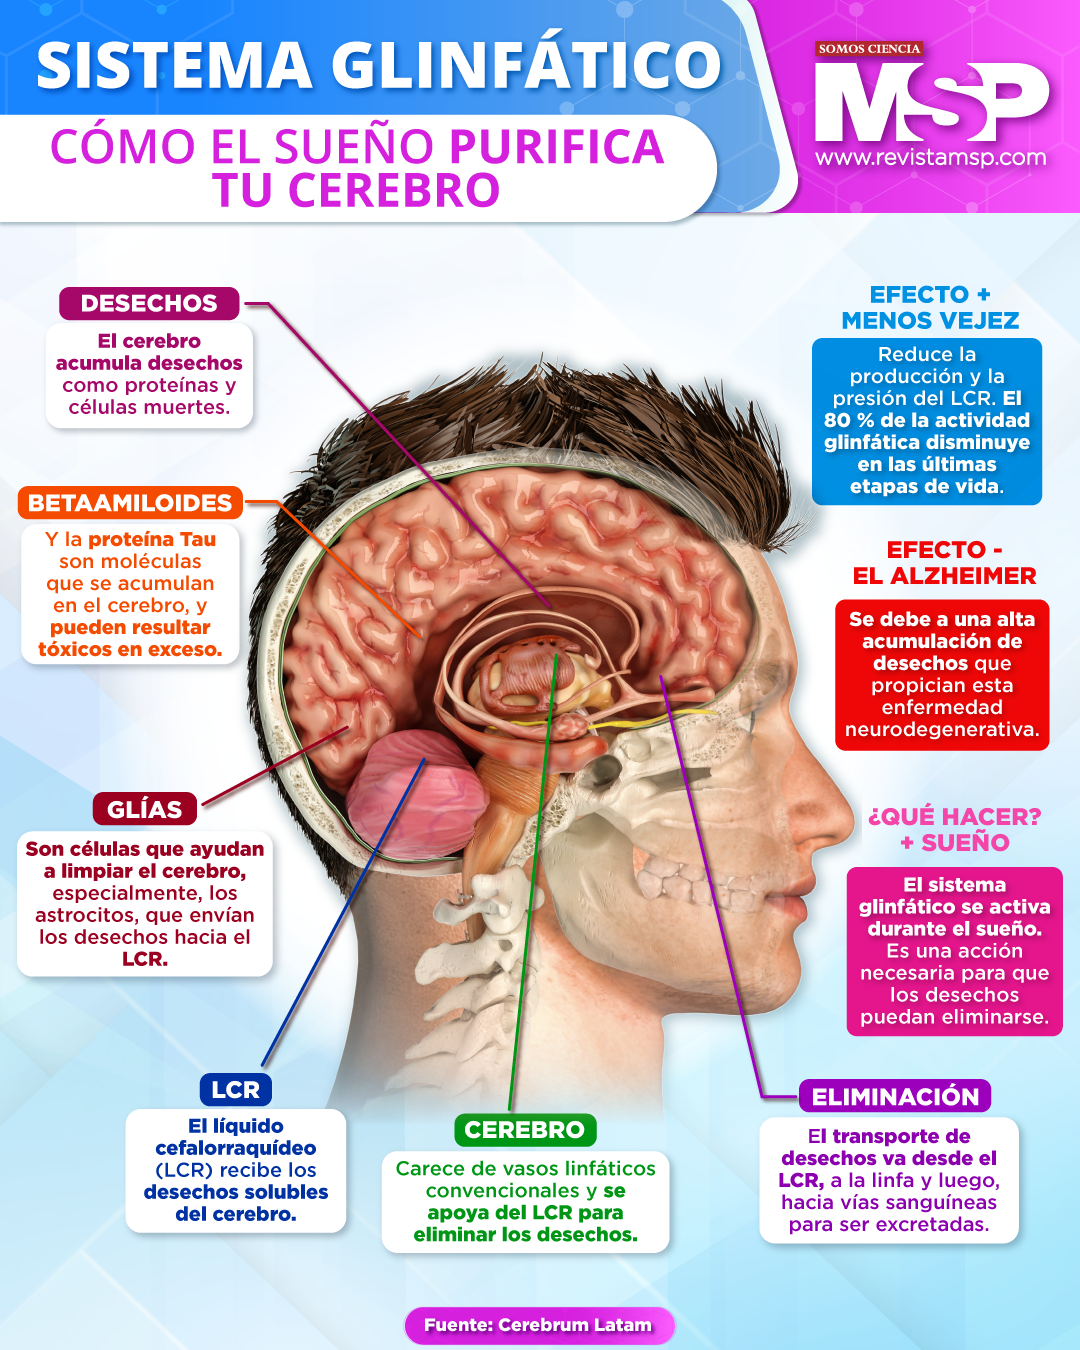 SISTEMA GLINFÁTICO
CÓMO EL SUEÑO PURIFICA
TU CEREBRO
SOMOS CIENCIA
MSP
www.revistamsp.com
DESECHOS
El cerebro
acumula desechos
como proteínas y
células muertes.
BETAAMILOIDES
Y la proteína Tau
son moléculas
que se acumulan
en el cerebro, y
pueden resultar
tóxicos en exceso.
GLÍAS
Son células que ayudan
a limpiar el cerebro,
especialmente, los
astrocitos, que envían
los desechos hacia el
LCR.
LCR
El líquido
cefalorraquídeo
(LCR) recibe los
desechos solubles
del cerebro.
CEREBRO
Carece de vasos linfáticos
convencionales y se
apoya del LCR para
eliminar los desechos.
EFECTO +
MENOS VEJEZ
Reduce la
producción y la
presión del LCR. El
80 % de la actividad
glinfática disminuye
en las últimas
etapas de vida.
EFECTO -
EL ALZHEIMER
Se debe a una alta
acumulación de
desechos que
propician esta
enfermedad
neurodegenerativa.
¿QUÉ HACER?
+ SUEÑO
El sistema
glinfático se activa
durante el sueño.
Es una acción
necesaria para que
los desechos
puedan eliminarse.
ELIMINACIÓN
El transporte de
desechos va desde el
LCR, a la linfa y luego,
hacia vías sanguíneas
para ser excretadas.
Fuente: Cerebrum Latam